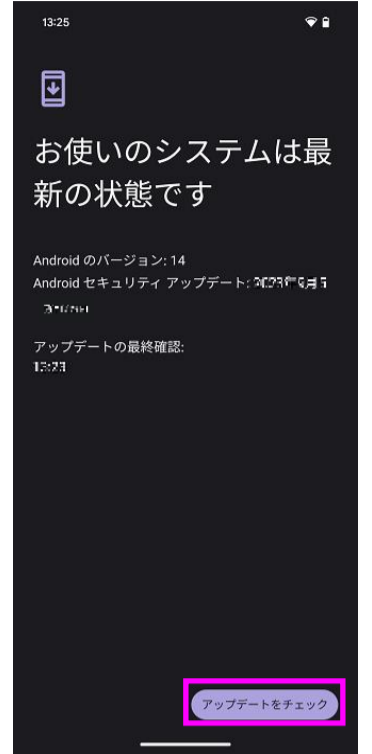 13:25
お使いのシステムは最
新の状態です
Android のバージョン: 14
Android セキュリティ アップデート:
アップデートの最終確認:
アップデートをチェック